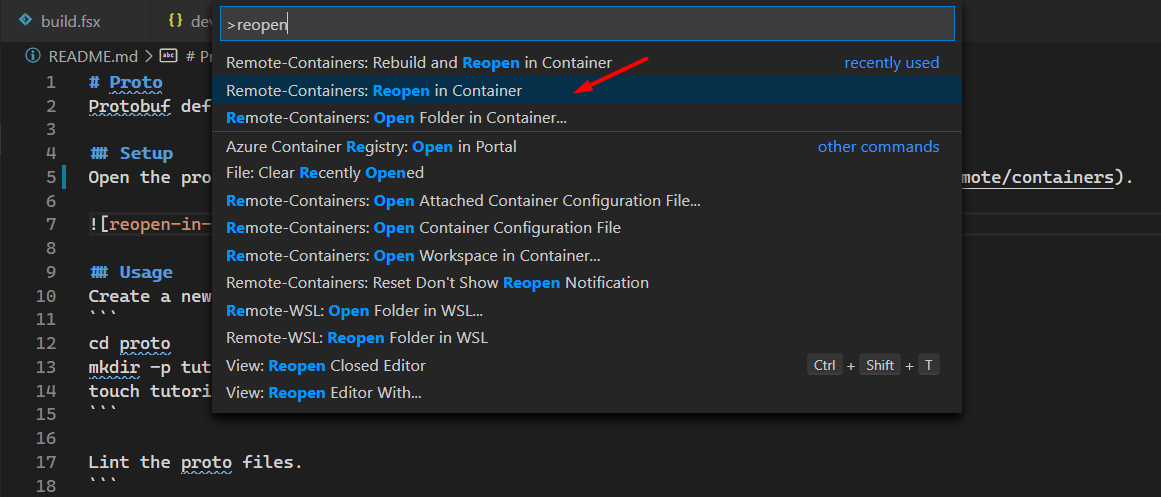 build.fsx
{} dev
>reopen
README.md > # Pr
Remote-Containers: Rebuild and Reopen in Container recently used
1 # Proto
Remote-Containers: Reopen in Container
2 Protobuf def
Remote-Containers: Open Folder in Container...
3
Azure Container Registry: Open in Portal other commands
4 ## Setup
File: Clear Recently Opened
5 Open the pro mote/containers).
Remote-Containers: Open Attached Container Configuration File...
6
7 ![reopen-in-
Remote-Containers: Open Container Configuration File
8
Remote-Containers: Open Workspace in Container...
9 ## Usage
Remote-Containers: Reset Don't Show Reopen Notification
10 Create a new
Remote-WSL: Open Folder in WSL...
11 ```
Remote-WSL: Reopen Folder in WSL
12 cd proto
View: Reopen Closed Editor Ctrl + Shift + T
13 mkdir -p tut
View: Reopen Editor With...
14 touch tutori
15 ```
16
17 Lint the proto files.
18 ```